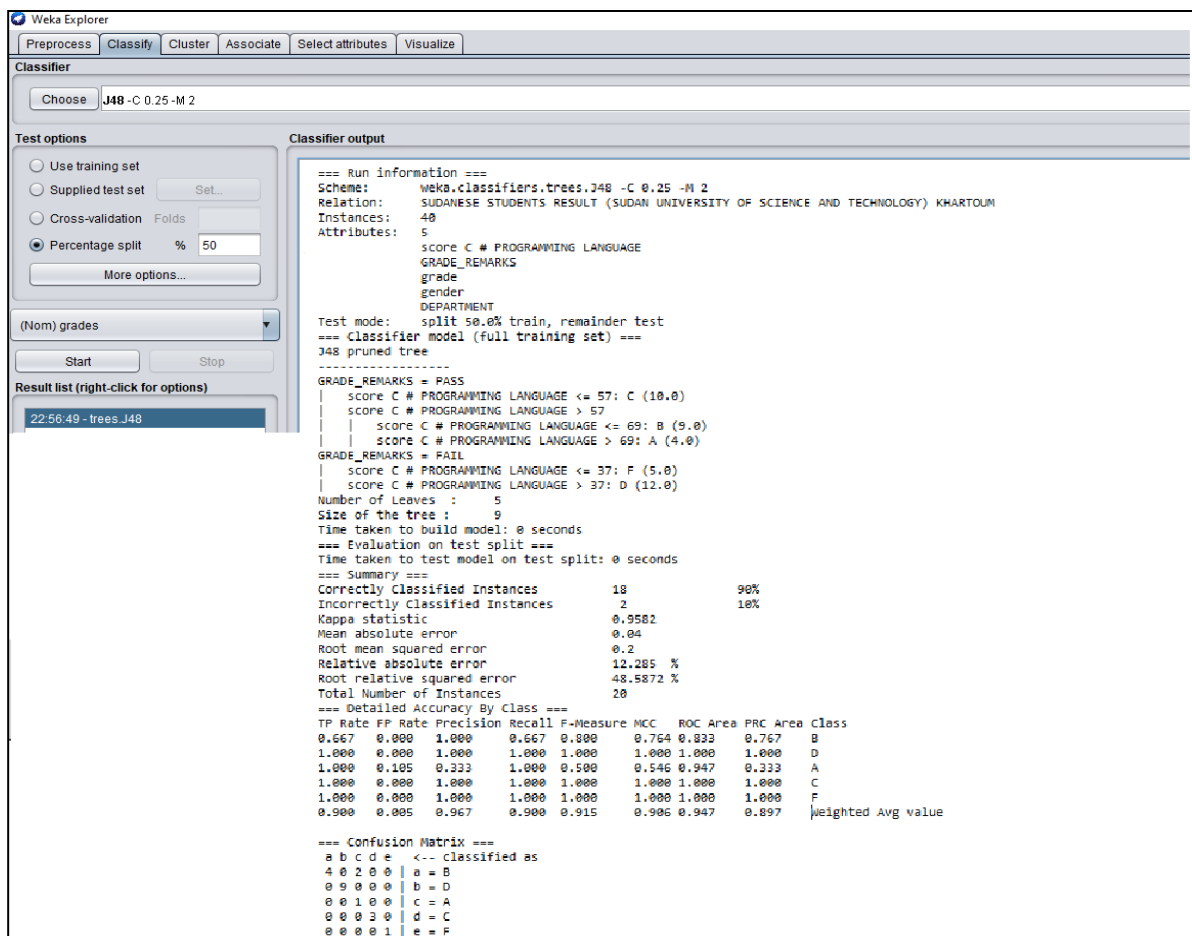 Weka Explorer
Preprocess Classify Cluster Associate Select attributes Visualize
Classifier
Choose J48 -C 0.25 -M 2
Test options
Use training set
Supplied test set Set...
Cross-validation Folds
Percentage split % 50
More options...
(Nom) grades
Start Stop
Result list (right-click for options)
22:56:49 - trees.J48
Classifier output
=== Run information ===
Scheme: weka.classifiers.trees.J48 -C 0.25 -M 2
Relation: SUDANESE STUDENTS RESULT (SUDAN UNIVERSITY OF SCIENCE AND TECHNOLOGY) KHARTOUM
Instances: 40
Attributes: 5
score C # PROGRAMMING LANGUAGE
GRADE_REMARKS
grade
gender
DEPARTMENT
Test mode: split 50.0% train, remainder test
=== Classifier model (full training set) ===
J48 pruned tree
------------------
GRADE_REMARKS = PASS
| score C # PROGRAMMING LANGUAGE <= 57: C (10.0)
| score C # PROGRAMMING LANGUAGE > 57
| | score C # PROGRAMMING LANGUAGE <= 69: B (9.0)
| | score C # PROGRAMMING LANGUAGE > 69: A (4.0)
GRADE_REMARKS = FAIL
| score C # PROGRAMMING LANGUAGE <= 37: F (5.0)
| score C # PROGRAMMING LANGUAGE > 37: D (12.0)
Number of Leaves : 5
Size of the tree : 9
Time taken to build model: 0 seconds
=== Evaluation on test split ===
Time taken to test model on test split: 0 seconds
=== Summary ===
Correctly Classified Instances 18 90%
Incorrectly Classified Instances 2 10%
Kappa statistic 0.9582
Mean absolute error 0.04
Root mean squared error 0.2
Relative absolute error 12.285 %
Root relative squared error 48.5872 %
Total Number of Instances 20
=== Detailed Accuracy By Class ===
TP Rate FP Rate Precision Recall F-Measure MCC ROC Area PRC Area Class
0.667 0.000 1.000 0.667 0.800 0.764 0.833 0.767 B
1.000 0.000 1.000 1.000 1.000 1.000 1.000 1.000 D
1.000 0.105 0.333 1.000 0.500 0.546 0.947 0.333 A
1.000 0.000 1.000 1.000 1.000 1.000 1.000 1.000 C
1.000 0.000 1.000 1.000 1.000 1.000 1.000 1.000 F
0.900 0.005 0.967 0.900 0.915 0.906 0.947 0.897 Weighted Avg value
=== Confusion Matrix ===
a b c d e <-- classified as
4 0 2 0 0 | a = B
0 9 0 0 0 | b = D
0 0 1 0 0 | c = A
0 0 0 3 0 | d = C
0 0 0 0 1 | e = F